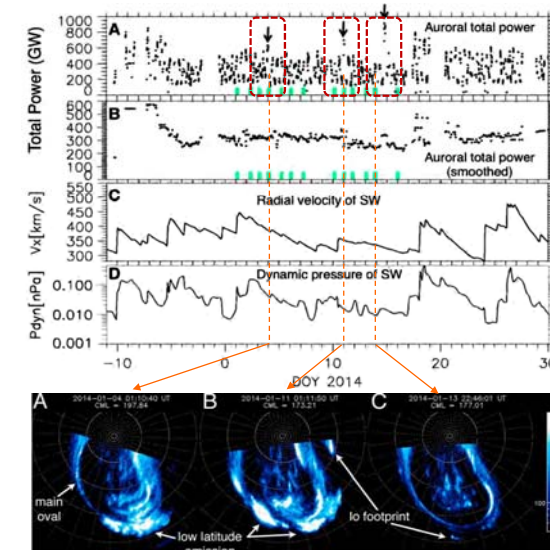 A
Auroral total power
Total Power (GW)
1000
800
600
400
200
0
B
600
500
400
300
200
100
0
Auroral total power
(smoothed)
C
Radial velocity of SW
Vx[km/s]
450
400
350
300
D
Dynamic pressure of SW
Pdyn[nPa]
0.100
0.010
0.001
-10 0 10 20 30
DOY 2014
A
2014-01-04 01:10:40 UT
CML = 197.84
B
2014-01-11 01:11:50 UT
CML = 173.21
C
2014-01-13 22:46:01 UT
CML = 177.01
main
oval
low latitude
emission
Io footprint
100